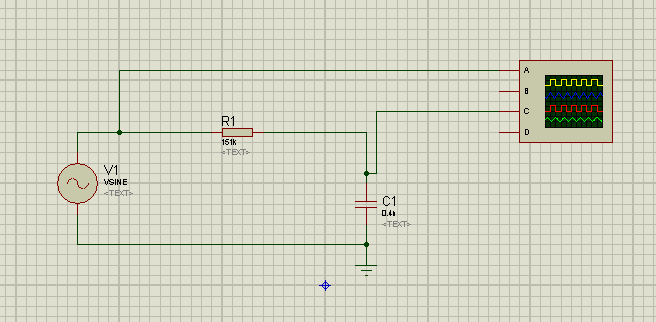 A
B
C
D
R1
151k
<TEXT>
V1
VSINE
<TEXT>
C1
<TEXT>